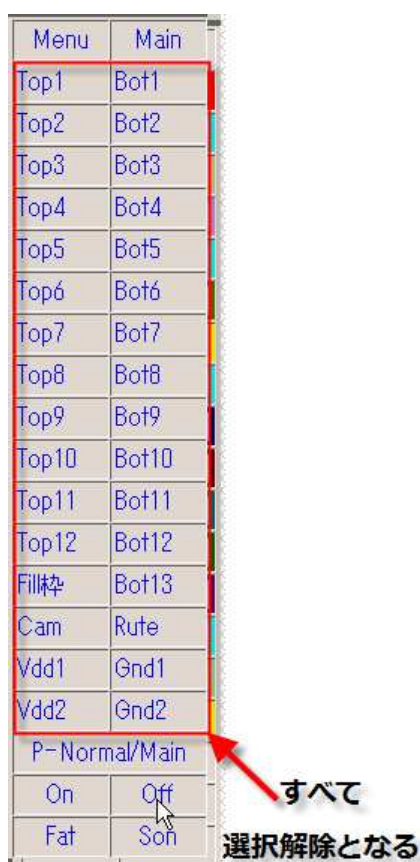 Menu Main
Top1 Bot1
Top2 Bot2
Top3 Bot3
Top4 Bot4
Top5 Bot5
Top6 Bot6
Top7 Bot7
Top8 Bot8
Top9 Bot9
Top10 Bot10
Top11 Bot11
Top12 Bot12
Fill枠 Bot13
Cam Rute
Vdd1 Gnd1
Vdd2 Gnd2
P-Normal/Main
On Off
Fat Son
すべて
選択解除となる